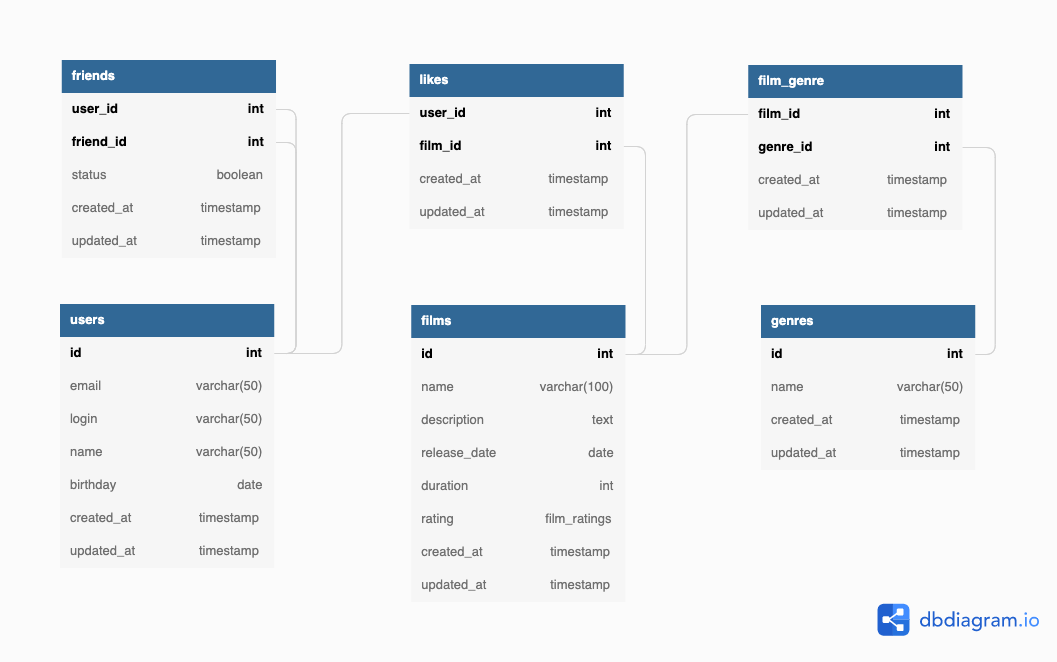 friends
user_id int
friend_id int
status boolean
created_at timestamp
updated_at timestamp
likes
user_id int
film_id int
created_at timestamp
updated_at timestamp
film_genre
film_id int
genre_id int
created_at timestamp
updated_at timestamp
users
id int
email varchar(50)
login varchar(50)
name varchar(50)
birthday date
created_at timestamp
updated_at timestamp
films
id int
name varchar(100)
description text
release_date date
duration int
rating film_ratings
created_at timestamp
updated_at timestamp
genres
id int
name varchar(50)
created_at timestamp
updated_at timestamp
dbdiagram.io